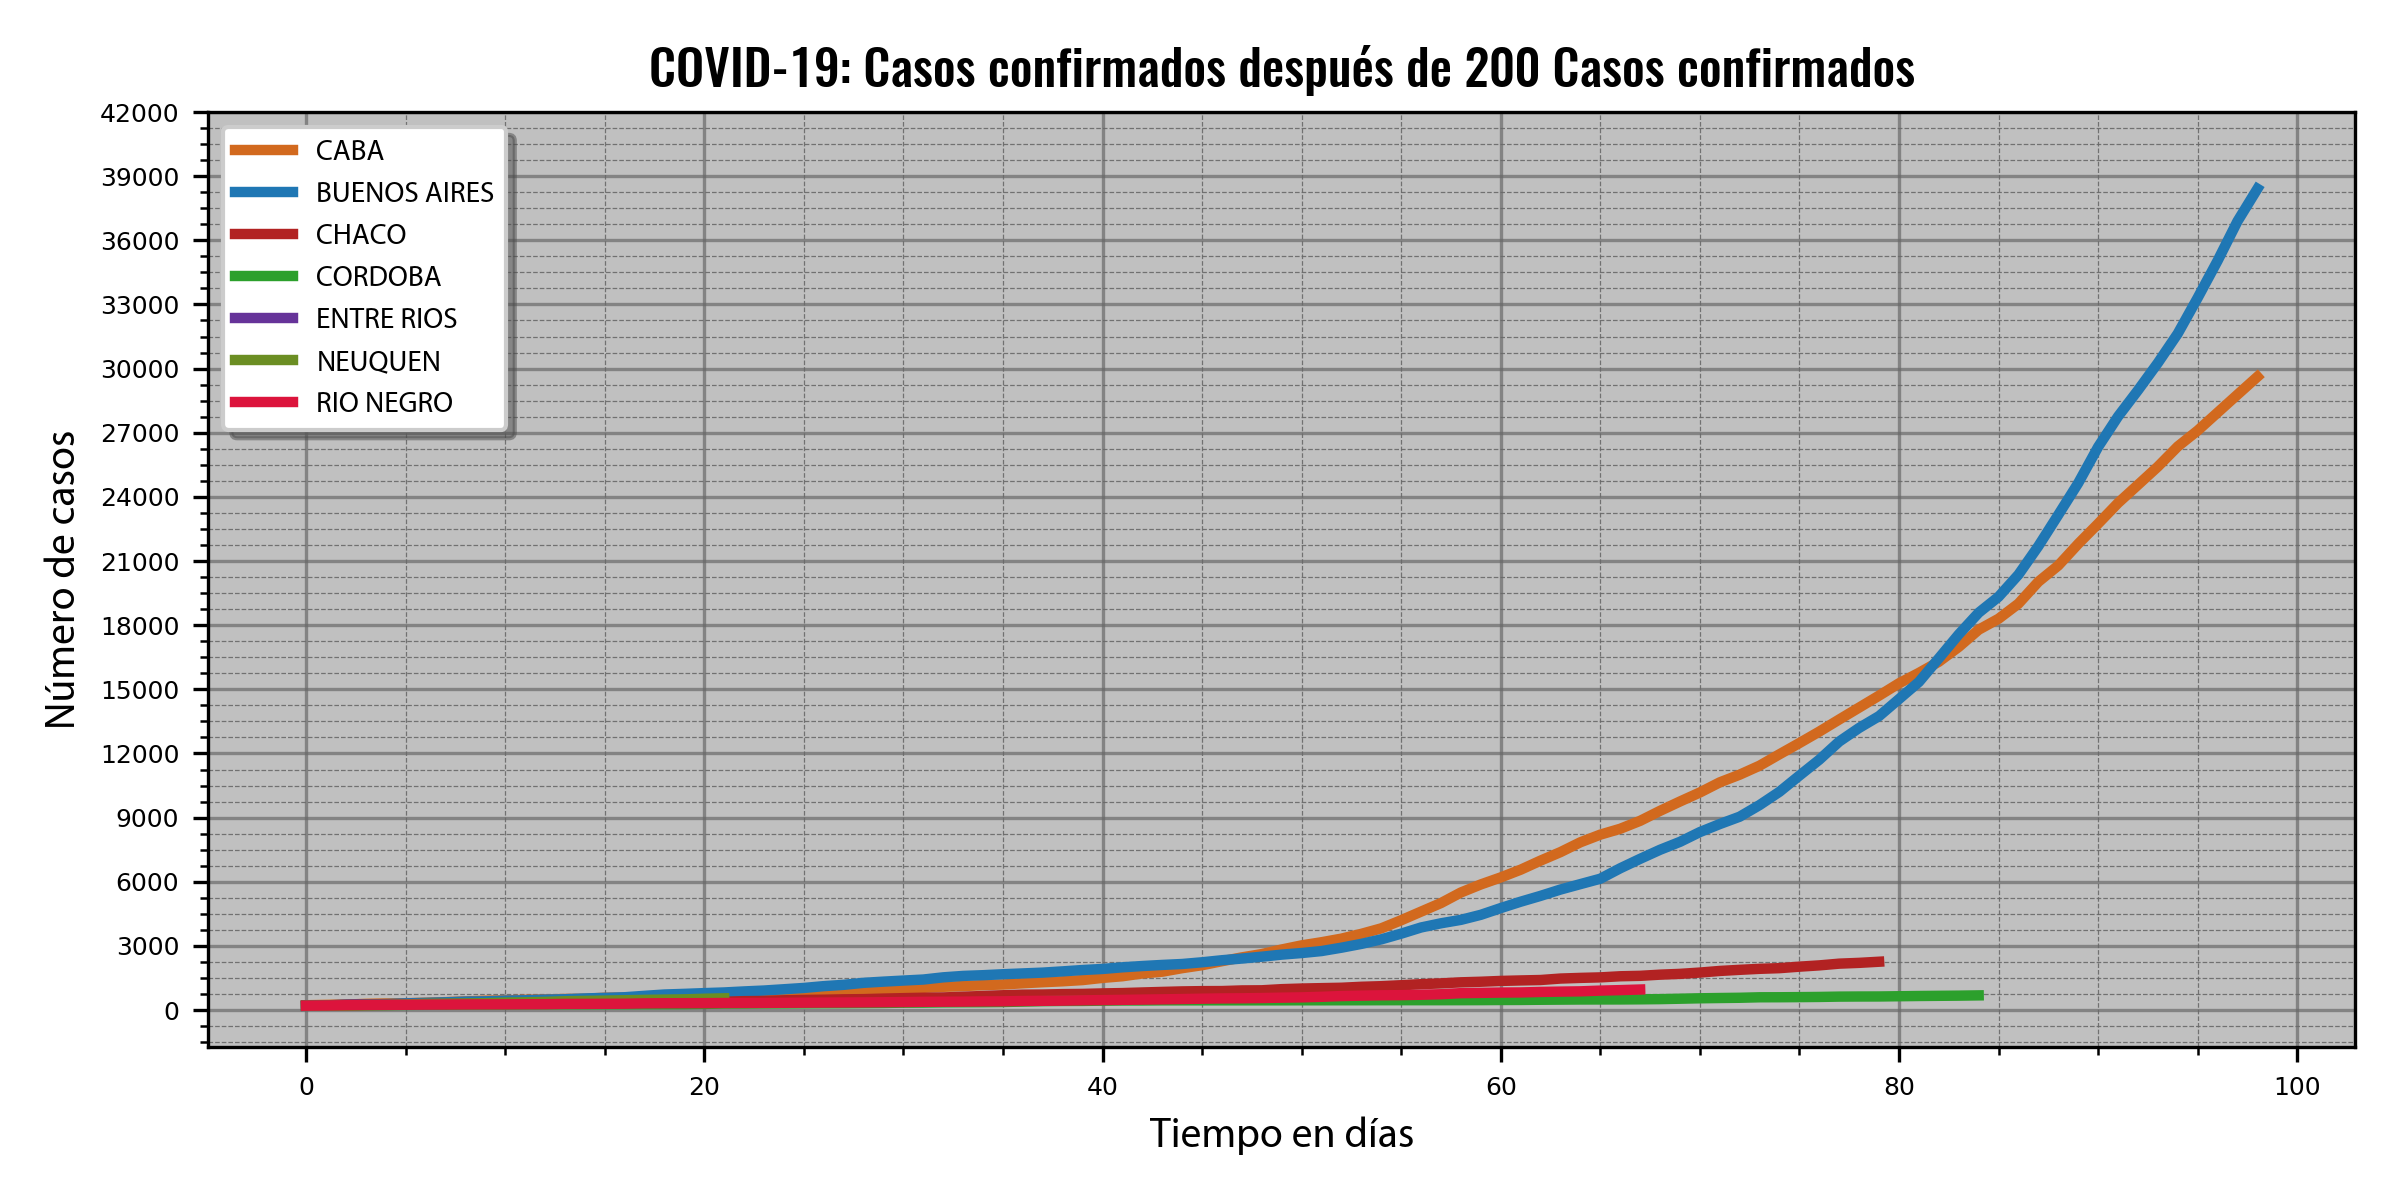 COVID-19: Casos confirmados después de 200 Casos confirmados
42000
39000
36000
33000
30000
27000
24000
21000
18000
15000
12000
9000
6000
3000
0
Número de casos
CABA
BUENOS AIRES
CHACO
CORDOBA
ENTRE RIOS
NEUQUEN
RIO NEGRO
0 20 40 60 80 100
Tiempo en días